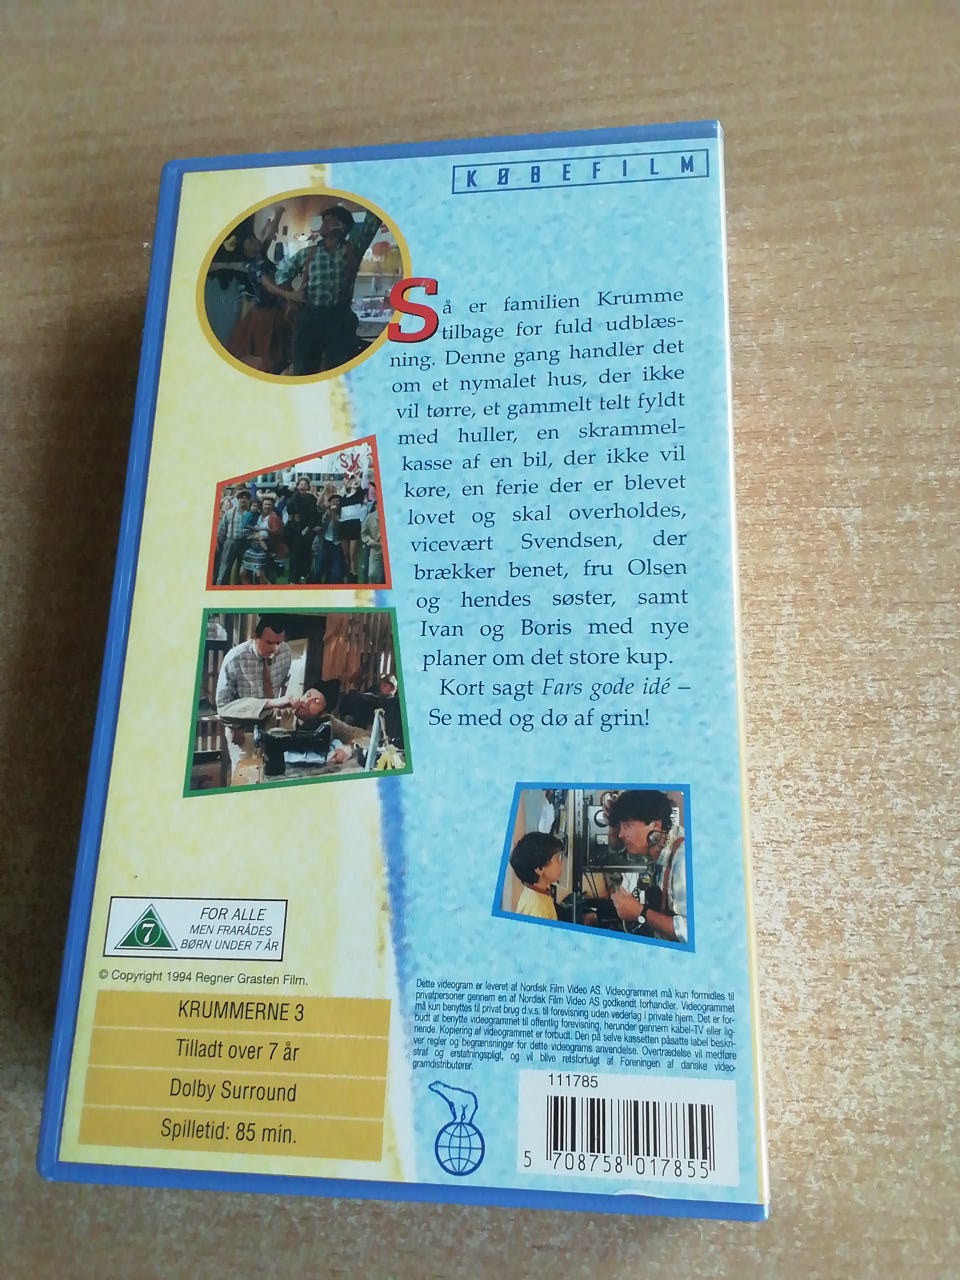 KØBEFILM
Så er familien Krumme
tilbage for fuld udblæs-
ning. Denne gang handler det
om et nymalet hus, der ikke
vil tørre, et gammelt telt fyldt
med huller, en skrammel-
kasse af en bil, der ikke vil
køre, en ferie der er blevet
lovet og skal overholdes,
vicevært Svendsen, der
brækker benet, fru Olsen
og hendes søster, samt
Ivan og Boris med nye
planer om det store kup.
Kort sagt Fars gode idé –
Se med og dø af grin!
SK
7
FOR ALLE
MEN FRARÅDES
BØRN UNDER 7 ÅR
© Copyright 1994 Regner Grasten Film.
KRUMMERNE 3
Tilladt over 7 år
Dolby Surround
Spilletid: 85 min.
Dette videogram er leveret af Nordisk Film Video AS. Videogrammet må kun formidles til
privatpersoner gennem en af Nordisk Film Video AS godkendt forhandler. Videogrammet
må kun benyttes til privat brug d.v.s. til forevisning uden vederlag i private hjem. Det er for-
budt at benytte videogrammet til offentlig forevisning, herunder gennem kabel-TV eller lig-
nende. Kopiering af videogrammet er forbudt. Den på selve kassetten påsatte label beskri-
ver regler og begrænsninger for dette videograms anvendelse. Overtrædelse vil medføre
straf og erstatningspligt, og vil blive retsforfulgt af Foreningen af danske video-
gramdistributører.
111785
5 708758 017855